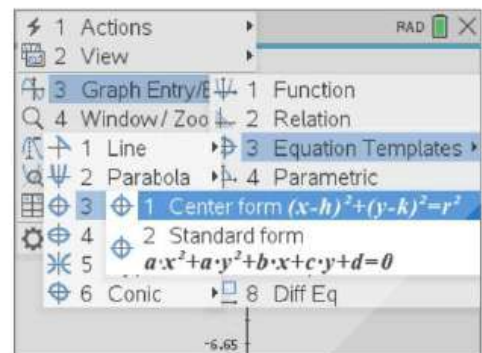 1 Actions
RAD
2 View
3 Graph Entry/E
1 Function
4 Window / Zoo
2 Relation
1 Line
3 Equation Templates
2 Parabola
4 Parametric
3
1 Center form (x-h)²+(y-k)²=r²
4
2 Standard form
5
a·x²+a·y²+b·x+c·y+d=0
6 Conic
8 Diff Eq
-6.65